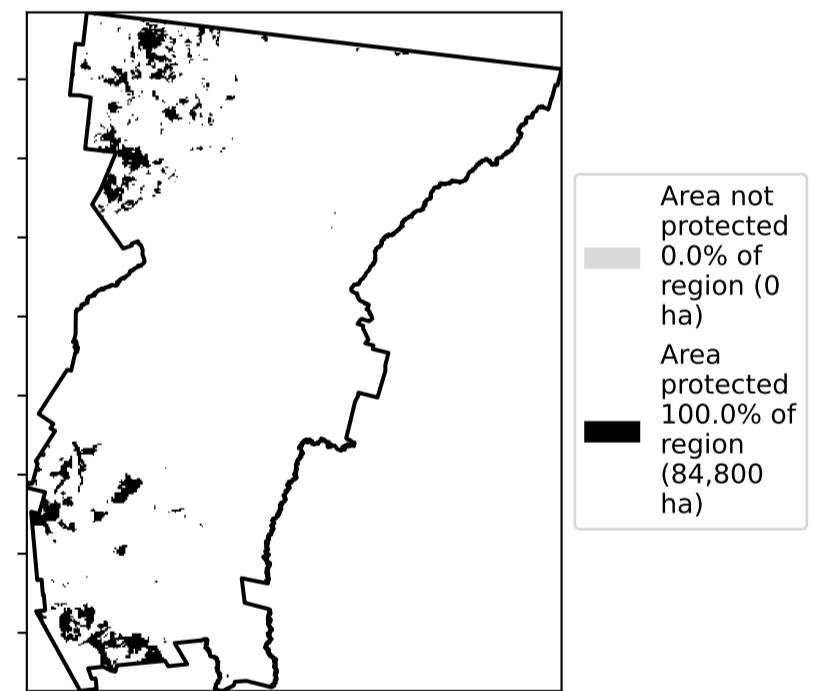 Area not
protected
0.0% of
region (0
ha)
Area
protected
100.0% of
region
(84,800
ha)